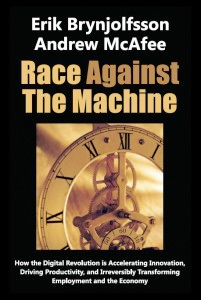 Erik Brynjolfsson
Andrew McAfee
Race Against
The Machine
How the Digital Revolution is Accelerating Innovation,
Driving Productivity, and Irreversibly Transforming
Employment and the Economy